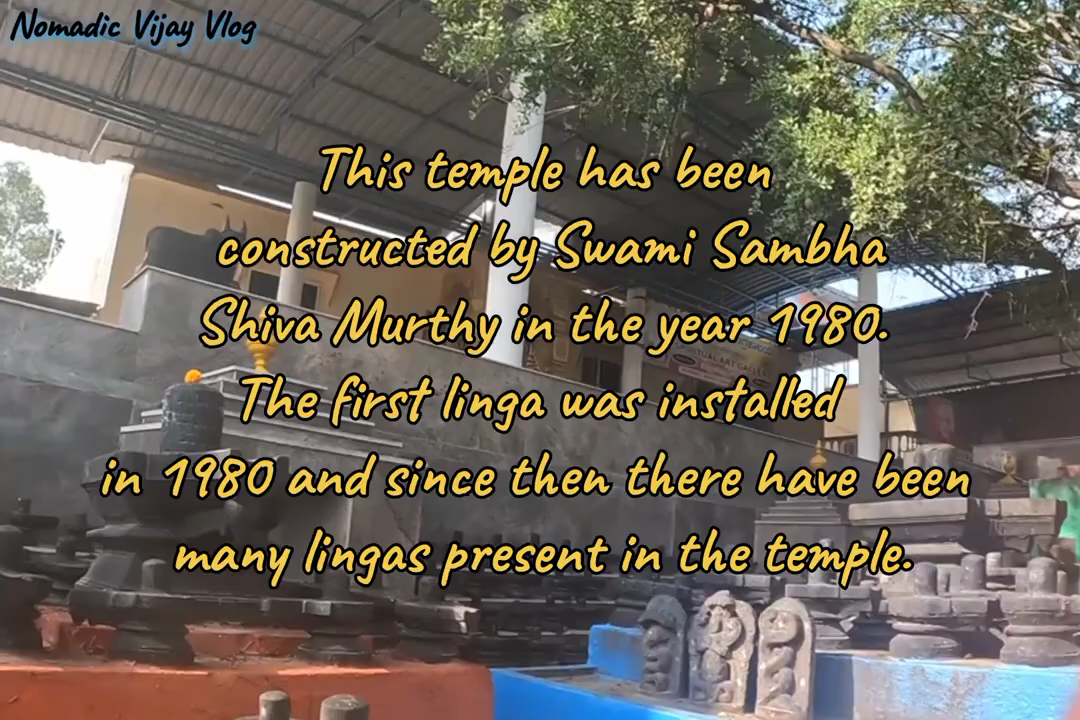 Nomadic Vijay Vlog
This temple has been
constructed by Swami Sambha
Shiva Murthy in the year 1980.
The first linga was installed
in 1980 and since then there have been
many lingas present in the temple.